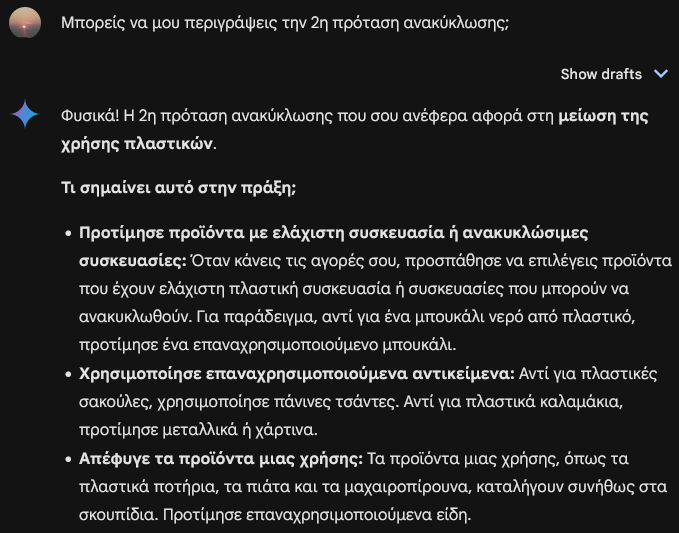 Μπορείς να μου περιγράψεις την 2η πρόταση ανακύκλωσης;
Show drafts
Φυσικά! Η 2η πρόταση ανακύκλωσης που σου ανέφερα αφορά στη μείωση της
χρήσης πλαστικών.
Τι σημαίνει αυτό στην πράξη;
• Προτίμησε προϊόντα με ελάχιστη συσκευασία ή ανακυκλώσιμες
συσκευασίες: Όταν κάνεις τις αγορές σου, προσπάθησε να επιλέγεις προϊόντα
που έχουν ελάχιστη πλαστική συσκευασία ή συσκευασίες που μπορούν να
ανακυκλωθούν. Για παράδειγμα, αντί για ένα μπουκάλι νερό από πλαστικό,
προτίμησε ένα επαναχρησιμοποιούμενο μπουκάλι.
• Χρησιμοποίησε επαναχρησιμοποιούμενα αντικείμενα: Αντί για πλαστικές
σακούλες, χρησιμοποίησε πάνινες τσάντες. Αντί για πλαστικά καλαμάκια,
προτίμησε μεταλλικά ή χάρτινα.
• Απέφυγε τα προϊόντα μιας χρήσης: Τα προϊόντα μιας χρήσης, όπως τα
πλαστικά ποτήρια, τα πιάτα και τα μαχαιροπίρουνα, καταλήγουν συνήθως στα
σκουπίδια. Προτίμησε επαναχρησιμοποιούμενα είδη.